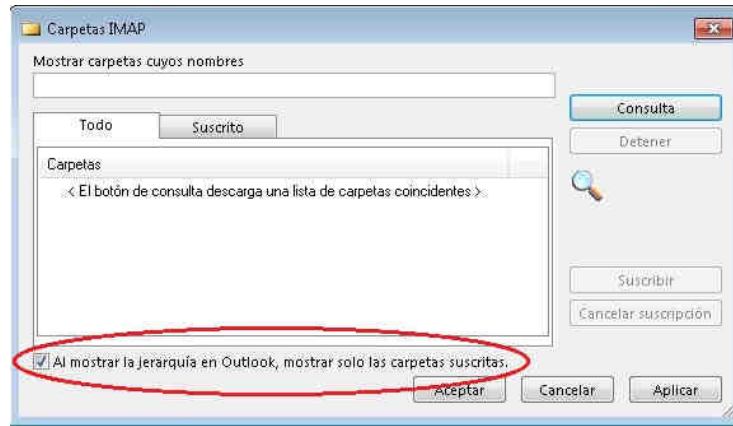 Carpetas IMAP
Mostrar carpetas cuyos nombres
Consulta
Detener
Todo
Suscrito
Carpetas
< El botón de consulta descarga una lista de carpetas coincidentes >
Suscribir
Cancelar suscripción
Al mostrar la jerarquía en Outlook, mostrar solo las carpetas suscritas.
Aceptar
Cancelar
Aplicar